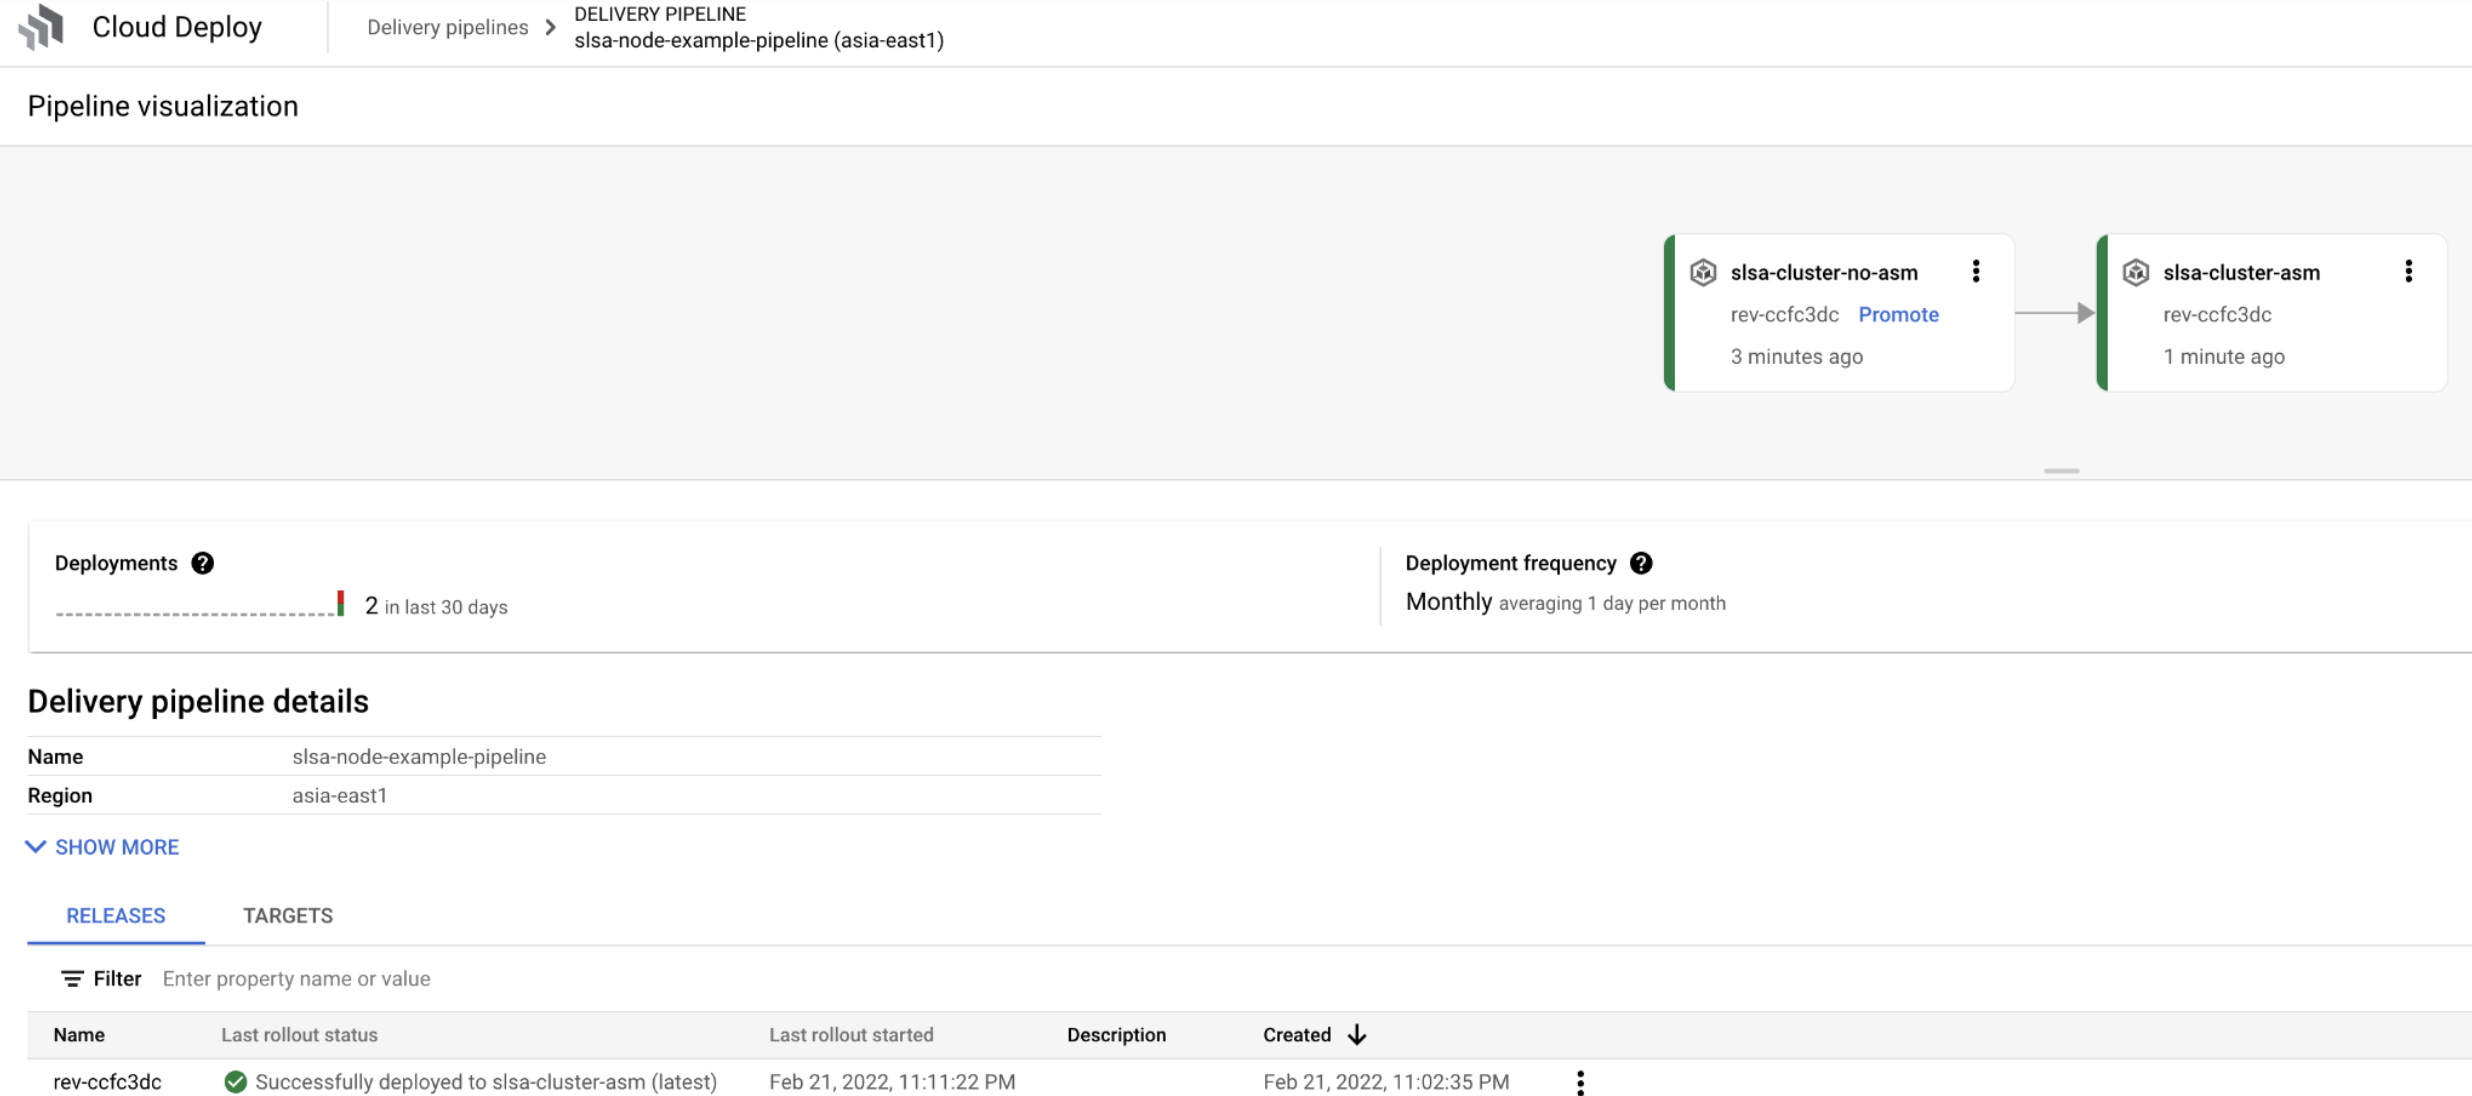 Cloud Deploy
Delivery pipelines
DELIVERY PIPELINE
slsa-node-example-pipeline (asia-east1)
Pipeline visualization
slsa-cluster-no-asm
rev-ccfc3dc Promote
3 minutes ago
slsa-cluster-asm
rev-ccfc3dc
1 minute ago
Deployments ?
2 in last 30 days
Deployment frequency ?
Monthly averaging 1 day per month
Delivery pipeline details
Name slsa-node-example-pipeline
Region asia-east1
SHOW MORE
RELEASES TARGETS
Filter Enter property name or value
Name Last rollout status Last rollout started Description Created
rev-ccfc3dc Successfully deployed to slsa-cluster-asm (latest) Feb 21, 2022, 11:11:22 PM Feb 21, 2022, 11:02:35 PM